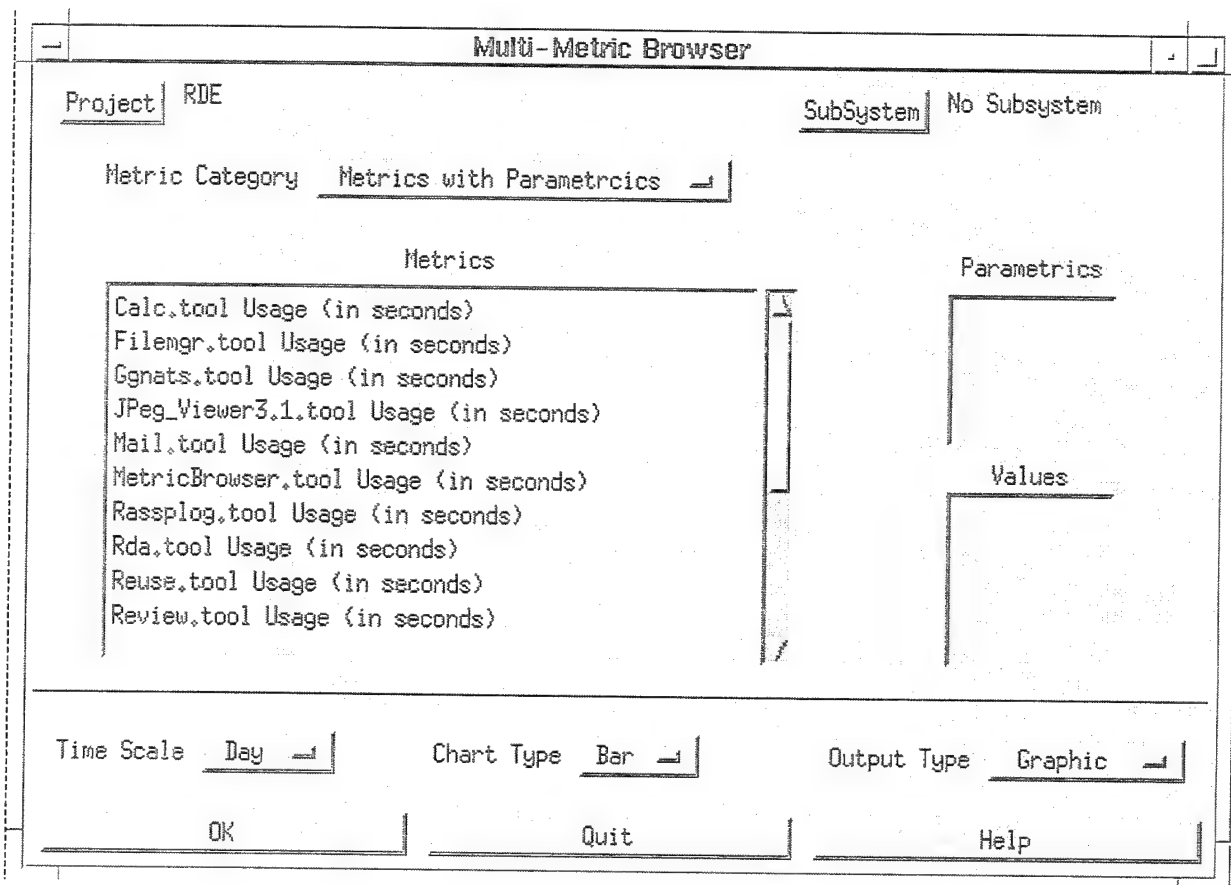 Multi-Metric Browser
Project RDE
SubSystem No Subsystem
Metric Category Metrics with Parametrcics
Metrics
Calc.tool Usage (in seconds)
Filemgr.tool Usage (in seconds)
Ggnats.tool Usage (in seconds)
JPeg_Viewer3.1.tool Usage (in seconds)
Mail.tool Usage (in seconds)
MetricBrowser.tool Usage (in seconds)
Rassplog.tool Usage (in seconds)
Rda.tool Usage (in seconds)
Reuse.tool Usage (in seconds)
Review.tool Usage (in seconds)
Parametrics
Values
Time Scale Day
Chart Type Bar
Output Type Graphic
OK
Quit
Help